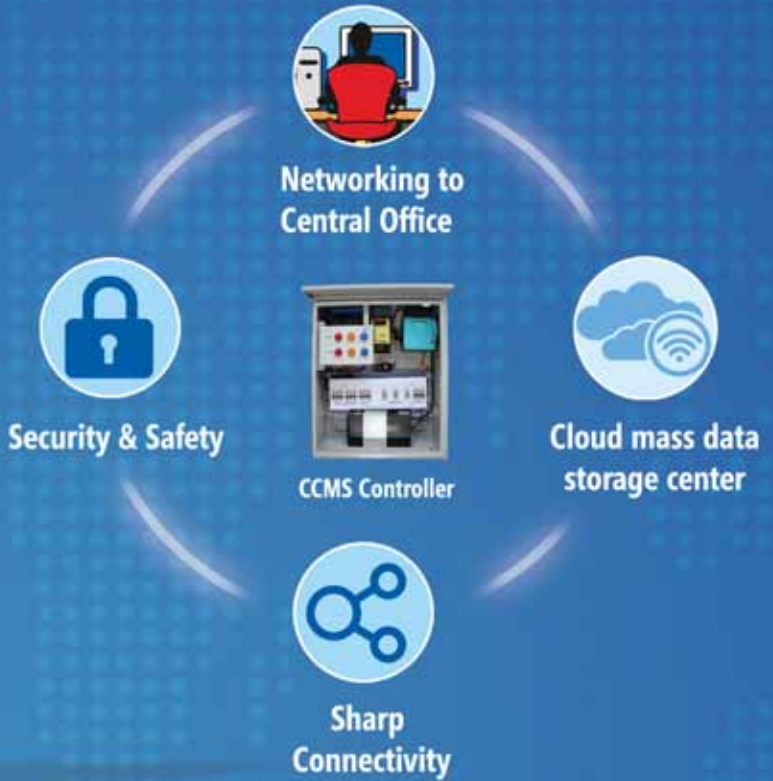 Networking to
Central Office
Security & Safety
CCMS Controller
Cloud mass data
storage center
Sharp
Connectivity